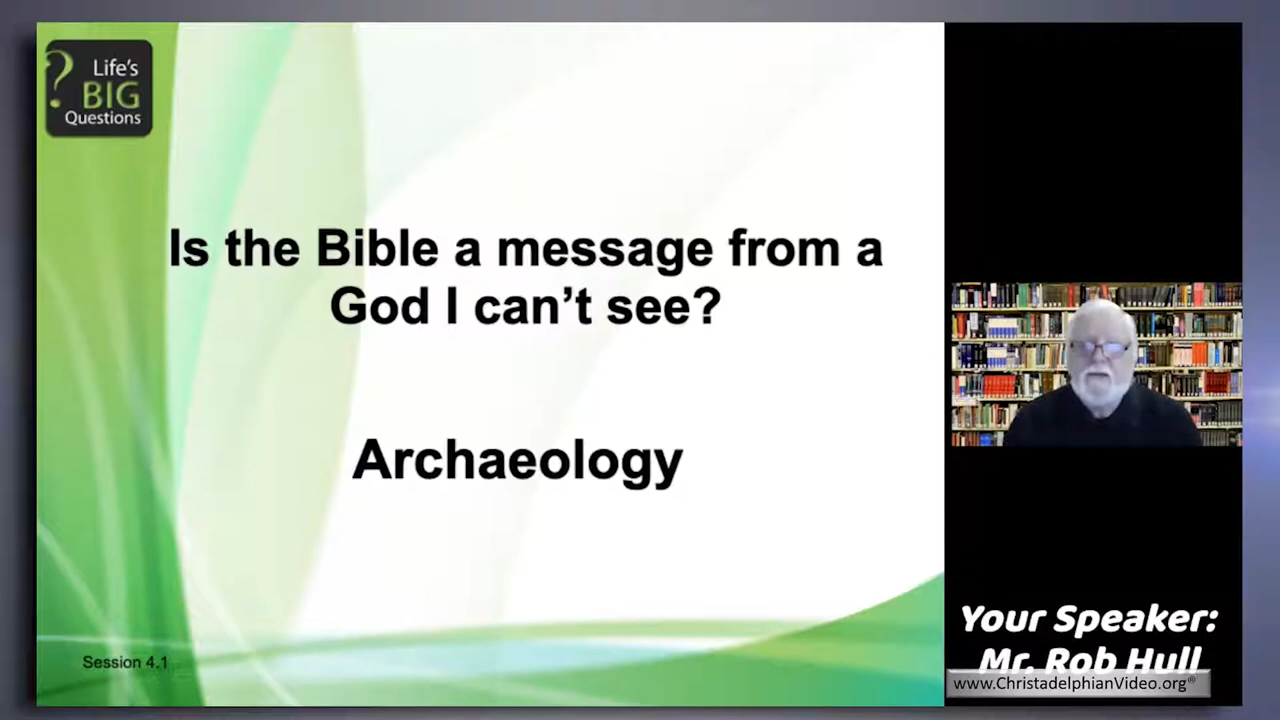 ?
Life's
BIG
Questions
Is the Bible a message from a
God I can't see?
Archaeology
Session 4.1
Your Speaker:
Mr. Rob Hull
www.ChristadelphianVideo.org®